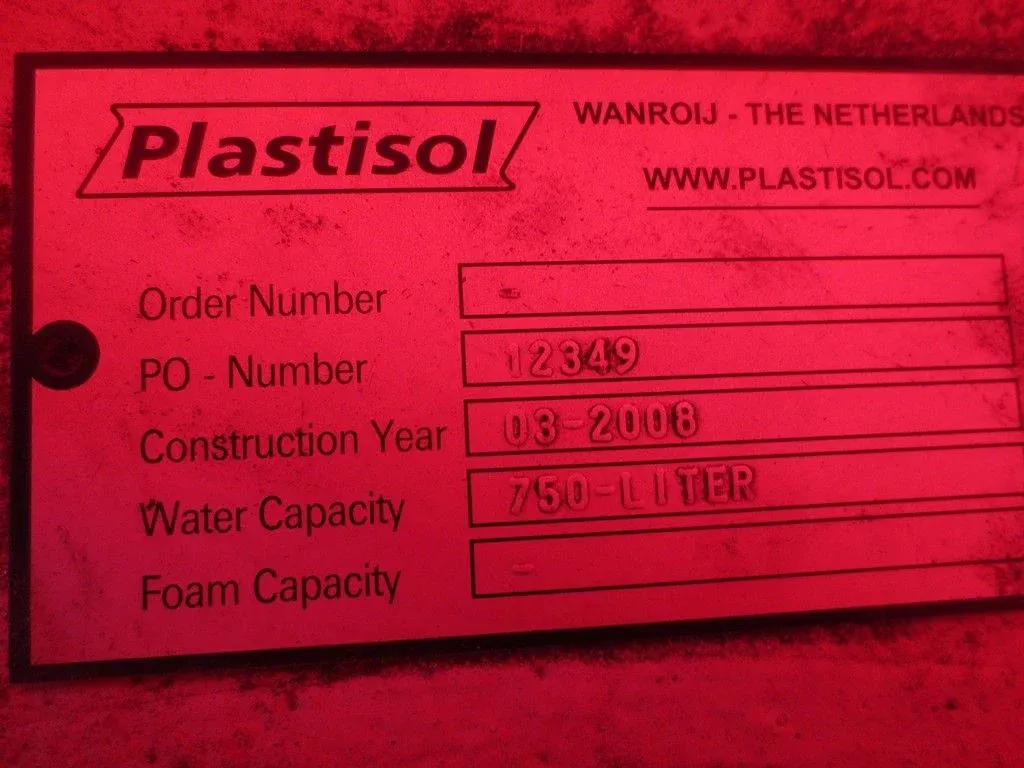 Plastisol
WANROIJ - THE NETHERLANDS
WWW.PLASTISOL.COM
Order Number -
PO - Number 12349
Construction Year 03-2008
Water Capacity 750-LITER
Foam Capacity -